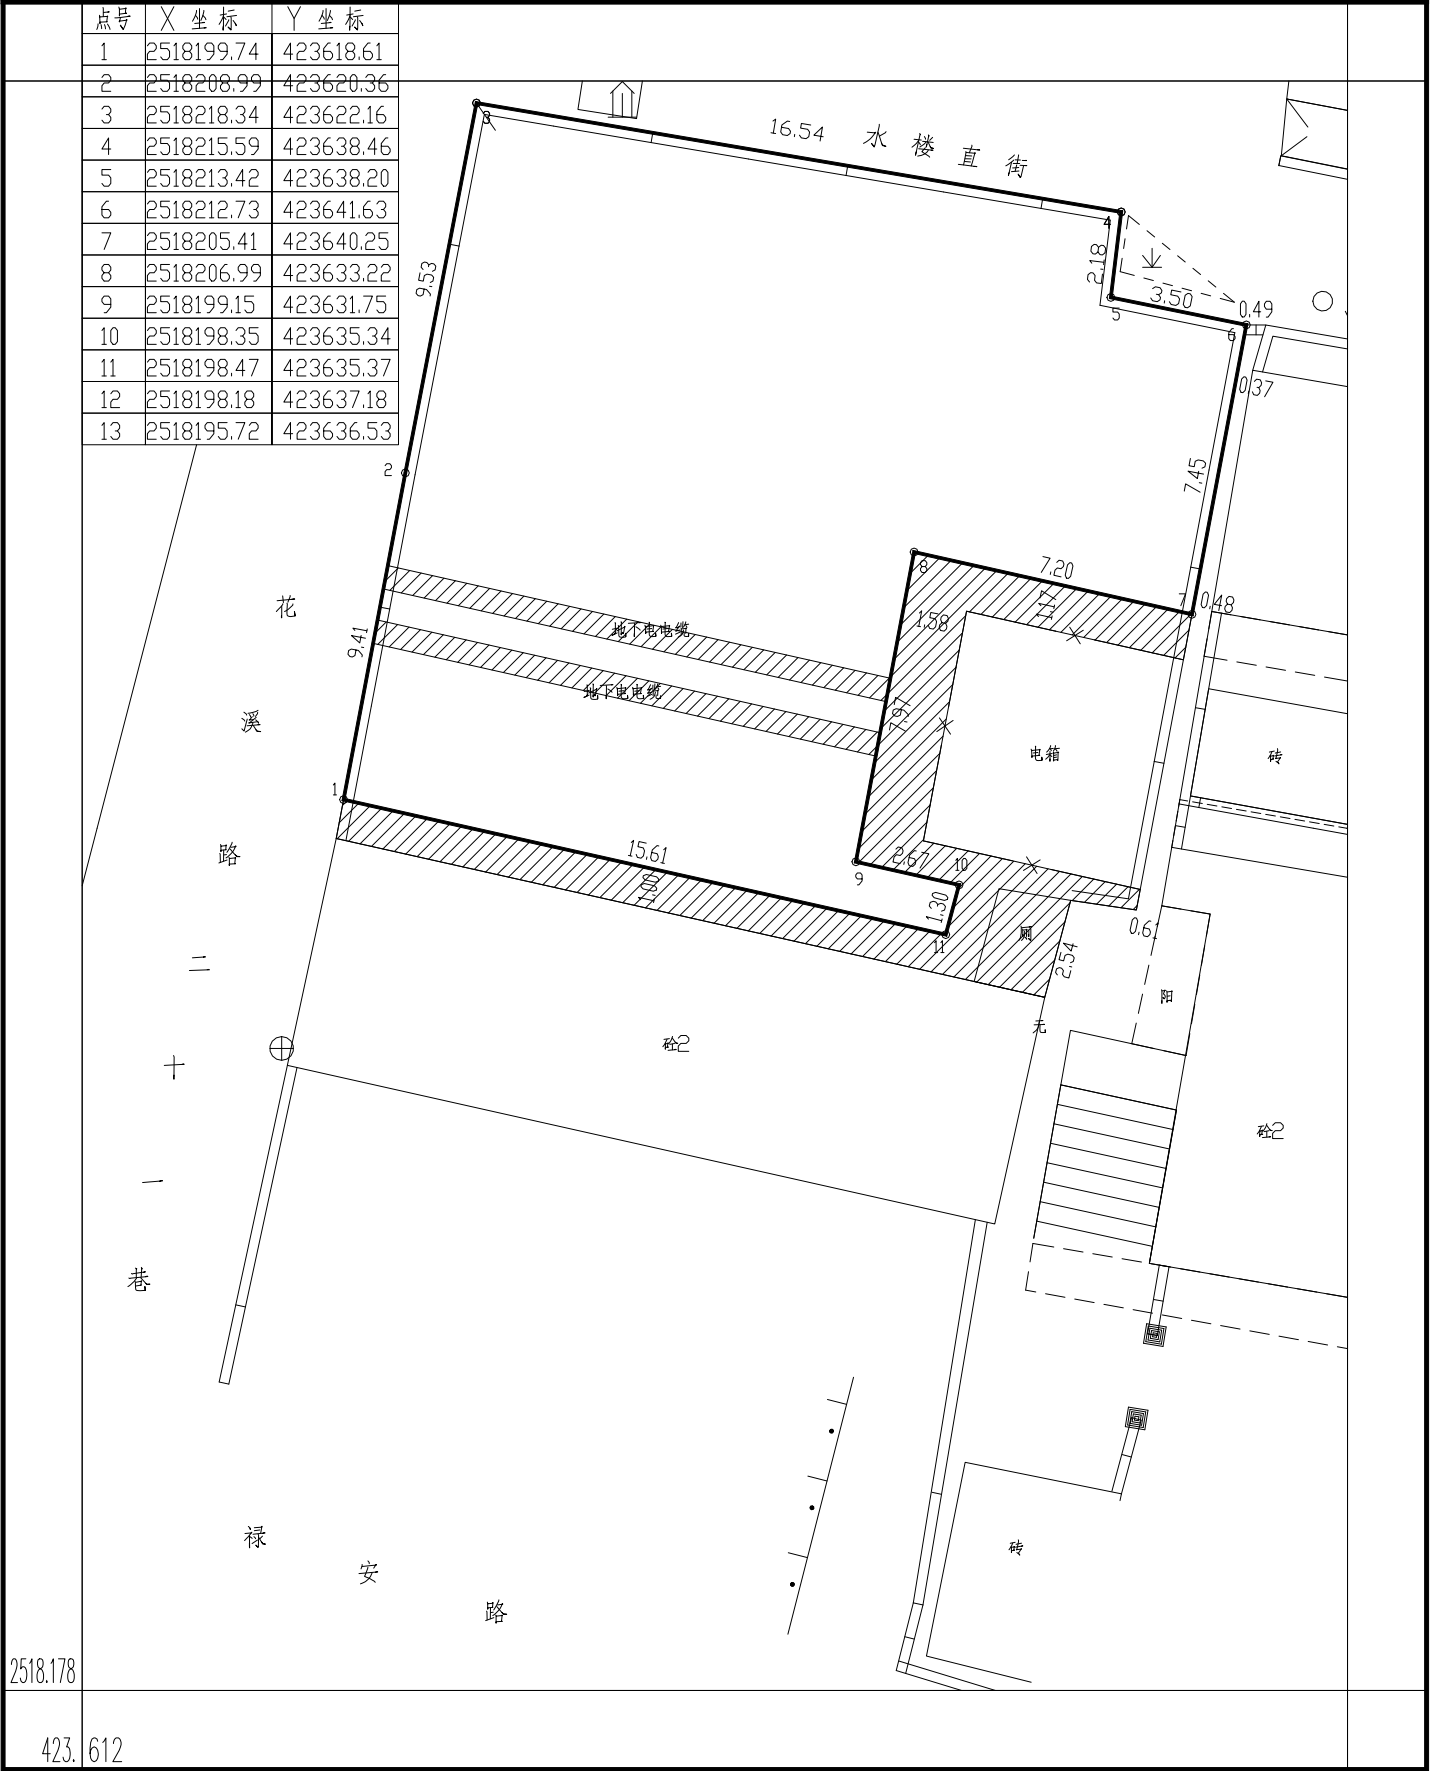 点号 X 坐 标 Y 坐 标
1 2518199.74 423618.61
2 2518208.99 423620.36
3 2518218.34 423622.16
4 2518215.59 423638.46
5 2518213.42 423638.20
6 2518212.73 423641.63
7 2518205.41 423640.25
8 2518206.99 423633.22
9 2518199.15 423631.75
10 2518198.35 423635.34
11 2518198.47 423635.37
12 2518198.18 423637.18
13 2518195.72 423636.53
3
16.54
水 楼 直 街
4
2.18
9.53
3.50
5
0.49
6
0.37
2
7.45
8
7.20
7
0.48
1.17
1.58
花
地下电电缆
9.41
地下电电缆
7.97
溪
电箱
砖
1
路
15.61
1.00
2.67
9
10
1.30
11
厕
0.61
2.54
二
阳
无
砼2
十
砼2
一
巷
禄
安
路
砖
2518.178
423. 612